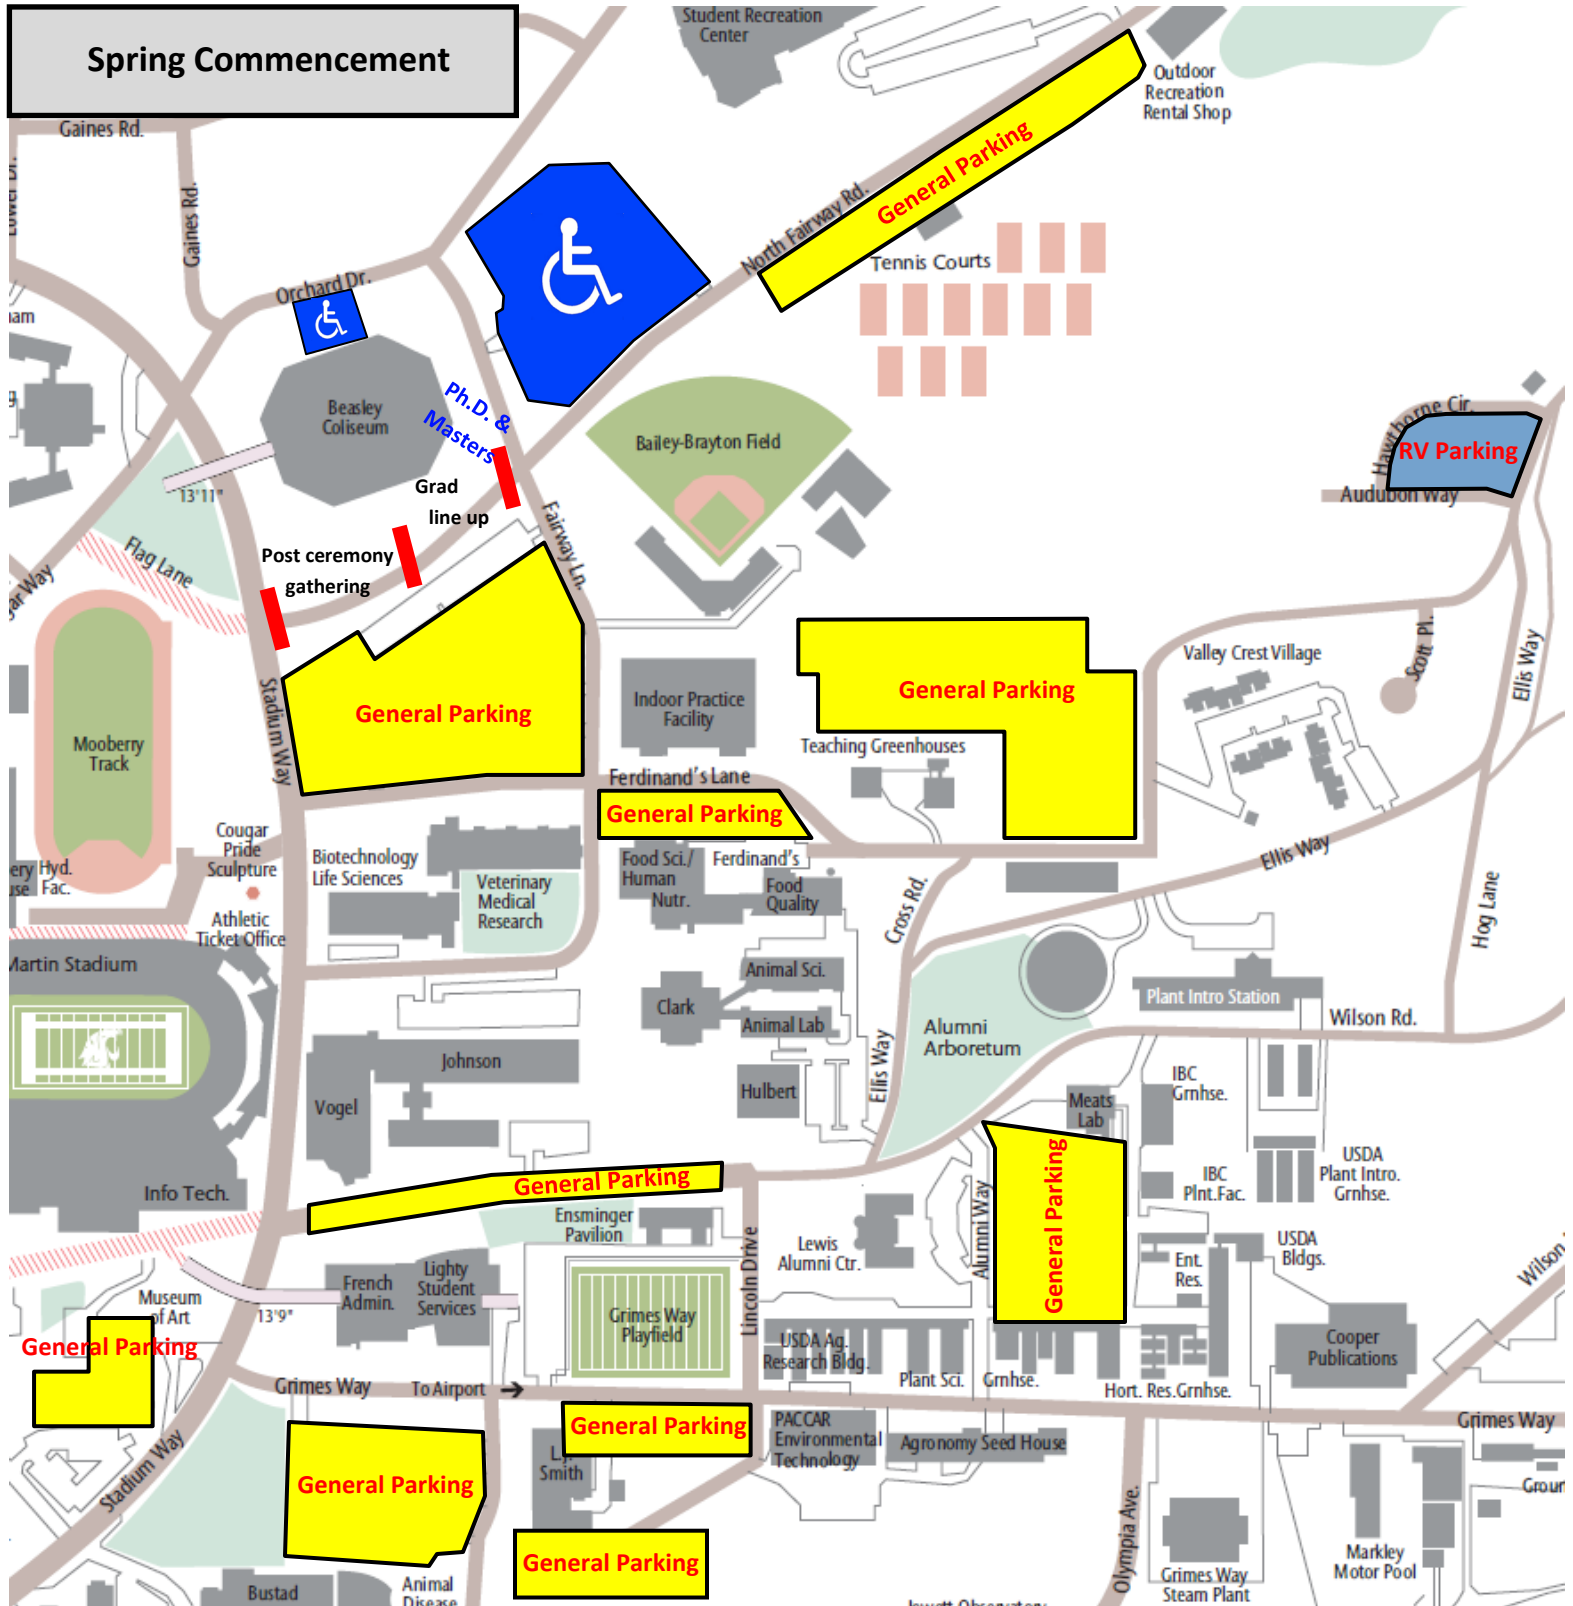 Spring Commencement
Student Recreation
Center
Outdoor
Recreation
Rental Shop
Gaines Rd.
Lower Dr.
Gaines Rd.
General Parking
North Fairway Rd.
Tennis Courts
Orchard Dr.
Beasley
Coliseum
Ph.D. &
Masters
Bailey-Brayton Field
Hawthorne Cir.
RV Parking
Audubon Way
13'11"
Grad
line up
Flag Lane
Fairway Ln.
Post ceremony
gathering
Stadium Way
General Parking
Indoor Practice
Facility
General Parking
Valley Crest Village
Scott Pl.
Ellis Way
Mooberry
Track
Teaching Greenhouses
Ferdinand's Lane
General Parking
Cougar
Pride
Sculpture
Biotechnology
Life Sciences
Food Sci./
Human
Nutr.
Ferdinand's
Food
Quality
Ellis Way
Hyd.
Fac.
Veterinary
Medical
Research
Cross Rd.
Hog Lane
Athletic
Ticket Office
Martin Stadium
Animal Sci.
Clark
Animal Lab
Plant Intro Station
Wilson Rd.
Alumni
Arboretum
Johnson
Ellis Way
Hulbert
Vogel
IBC
Grnhse.
Meats
Lab
USDA
Plant Intro.
Grnhse.
IBC
Plnt.Fac.
General Parking
Info Tech.
General Parking
Ensminger
Pavilion
Lincoln Drive
Lewis
Alumni Ctr.
Alumni Way
Ent.
Res.
USDA
Bldgs.
French
Admin.
Lighty
Student
Services
Museum
of Art
13'9"
Grimes Way
Playfield
USDA Ag.
Research Bldg.
Cooper
Publications
General Parking
Plant Sci.
Grnhse.
Hort. Res.Grnhse.
Grimes Way
To Airport
Grimes Way
General Parking
PACCAR
Environmental
Technology
Agronomy Seed House
L.J.
Smith
Stadium Way
General Parking
Olympia Ave.
General Parking
Markley
Motor Pool
Grimes Way
Steam Plant
Bustad
Animal
Disease